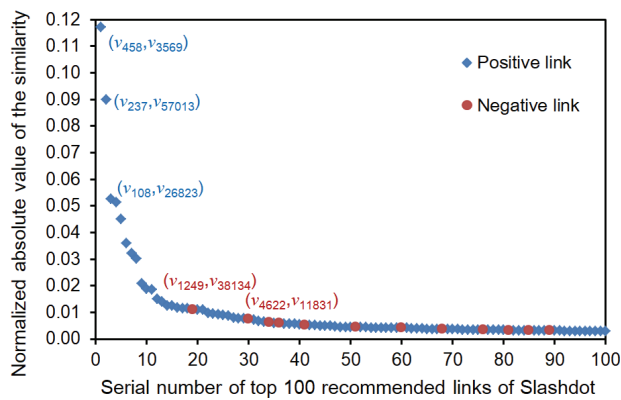 Normalized absolute value of the similarity
0.12
0.11
0.10
0.09
0.08
0.07
0.06
0.05
0.04
0.03
0.02
0.01
0.00
(v458,v3569)
(v237,v57013)
(v108,v26823)
(v1249,v38134)
(v4622,v11831)
Positive link
Negative link
0 10 20 30 40 50 60 70 80 90 100
Serial number of top 100 recommended links of Slashdot